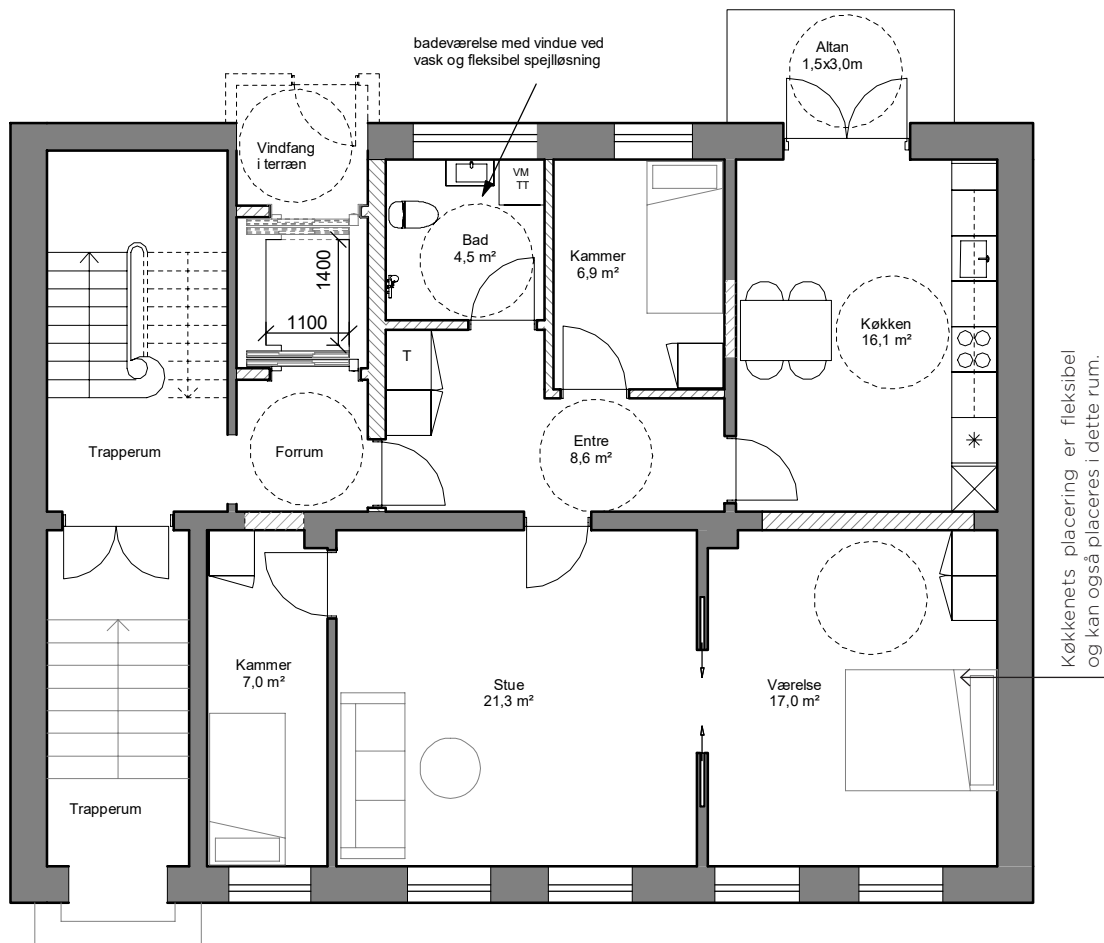 badeværelse med vindue ved
vask og fleksibel spejlløsning
Altan
1,5x3,0m
Vindfang
i terræn
VM
TT
Bad
4,5 m²
Kammer
6,9 m²
1400
1100
Køkken
16,1 m²
T
Trapperum
Forrum
Entre
8,6 m²
Køkkenets placering er fleksibel
og kan også placeres i dette rum.
Kammer
7,0 m²
Stue
21,3 m²
Værelse
17,0 m²
Trapperum